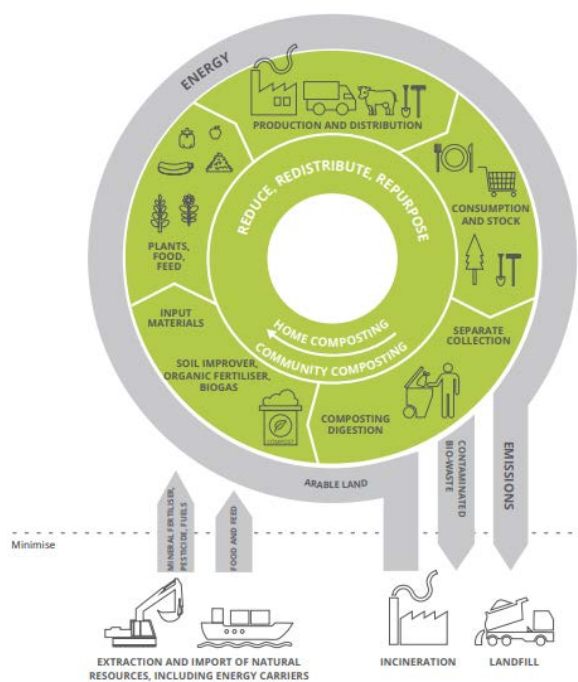 ENERGY
PRODUCTION AND DISTRIBUTION
REDUCE, REDISTRIBUTE, REPURPOSE
CONSUMPTION
AND STOCK
PLANTS,
FOOD,
FEED
INPUT
MATERIALS
SEPARATE
COLLECTION
HOME COMPOSTING
COMMUNITY COMPOSTING
SOIL IMPROVER,
ORGANIC FERTILISER,
BIOGAS
COMPOST
COMPOSTING
DIGESTION
ARABLE LAND
CONTAMINATED
BIO-WASTE
EMISSIONS
MINERAL FERTILISER,
PESTICIDE, FUELS
FOOD AND FEED
Minimise
EXTRACTION AND IMPORT OF NATURAL
RESOURCES, INCLUDING ENERGY CARRIERS
INCINERATION
LANDFILL